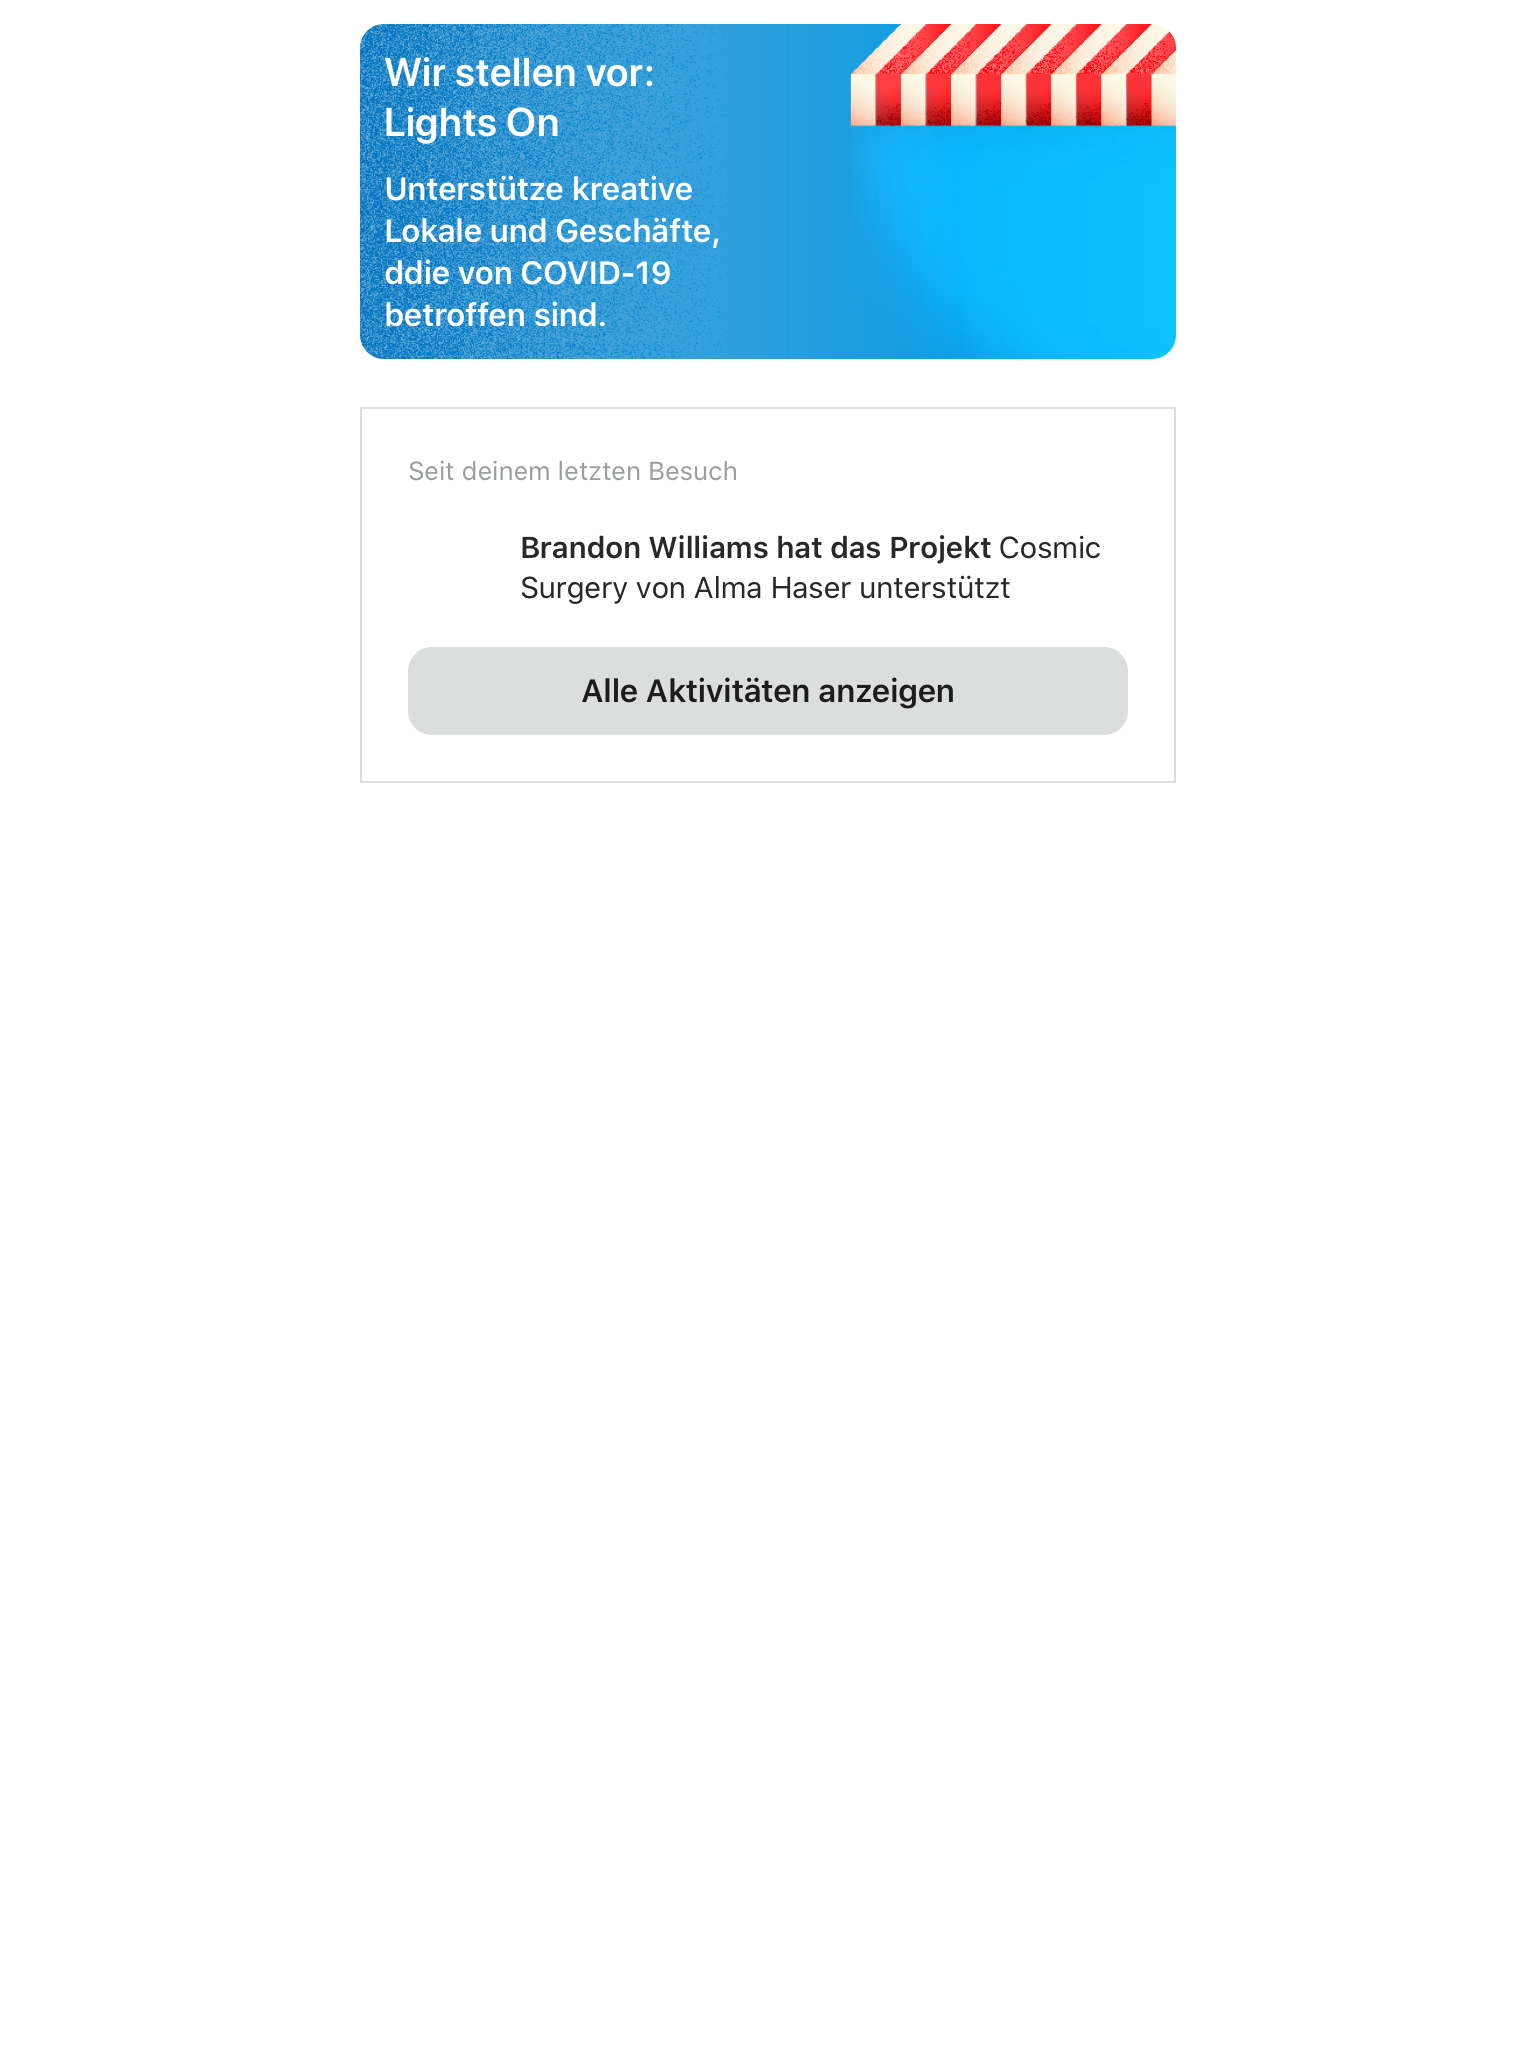 Wir stellen vor:
Lights On
Unterstütze kreative
Lokale und Geschäfte,
ddie von COVID-19
betroffen sind.
Seit deinem letzten Besuch
Brandon Williams hat das Projekt Cosmic
Surgery von Alma Haser unterstützt
Alle Aktivitäten anzeigen